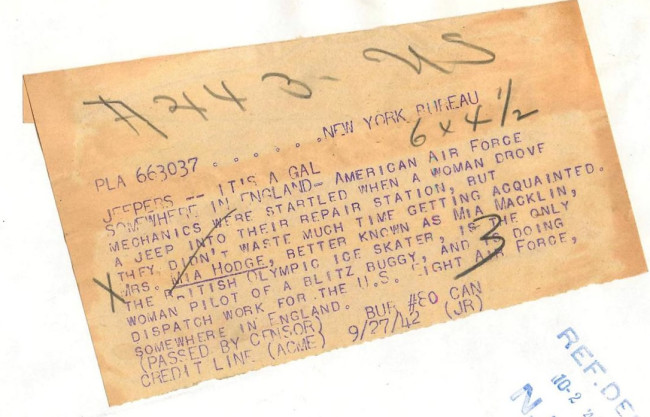 A443-US
6 x 4 1/2
PLA 663037 . . . . . . NEW YORK BUREAU
JEEPERS -- IT'S A GAL
SOMEWHERE IN ENGLAND- AMERICAN AIR FORCE
MECHANICS WERE STARTLED WHEN A WOMAN DROVE
A JEEP INTO THEIR REPAIR STATION, BUT
THEY DIDN'T WASTE MUCH TIME GETTING ACQUAINTED.
X MRS. MIA HODGE, BETTER KNOWN AS MIA MACKLIN,
THE BRITISH OLYMPIC ICE SKATER, IS THE ONLY
WOMAN PILOT OF A BLITZ BUGGY, AND IS DOING
DISPATCH WORK FOR THE U.S. EIGHT AIR FORCE,
3
SOMEWHERE IN ENGLAND.
(PASSED BY CENSOR) BUR #80 CAN
CREDIT LINE (ACME) 9/27/42 (JR)
REF.DE
10-2
N